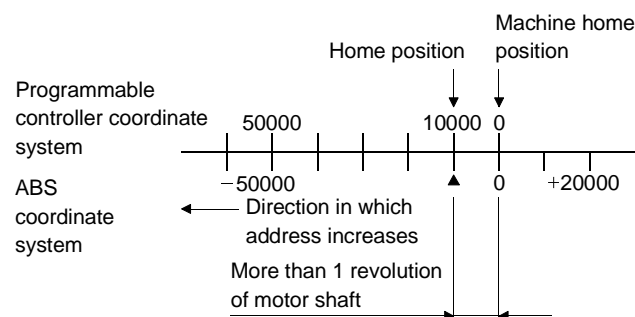 Machine home
position
Home position
Programmable
controller coordinate
system
50000 10000 0
ABS
coordinate
system
−50000 0 +20000
Direction in which
address increases
More than 1 revolution
of motor shaft